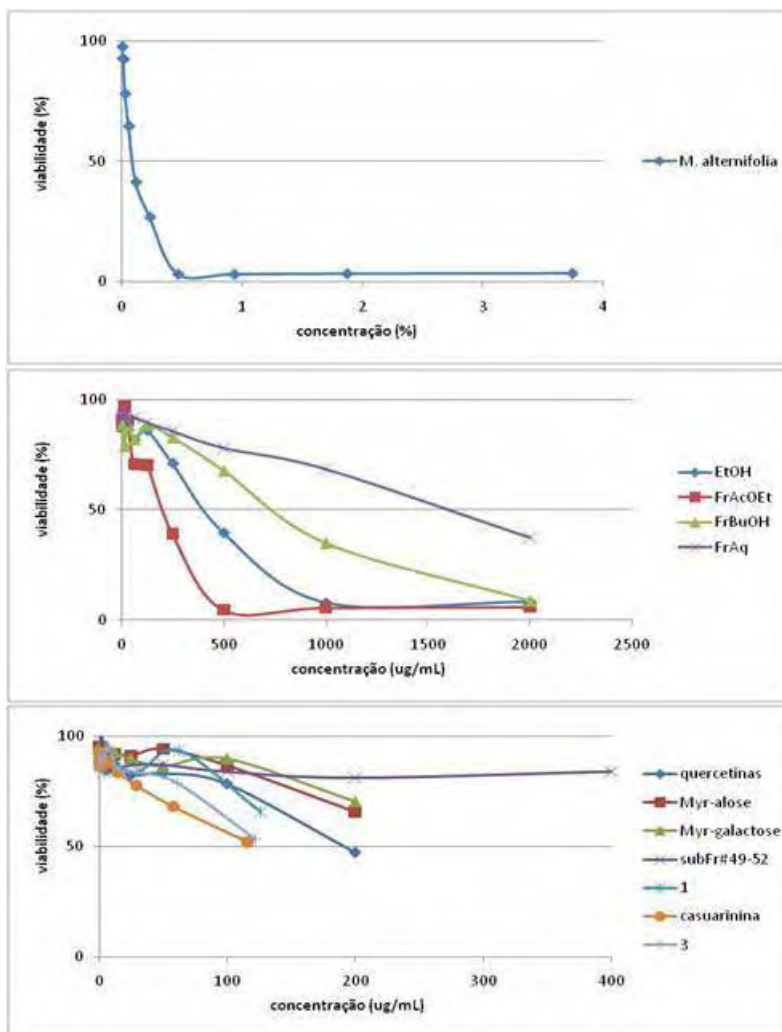 100
50
0
viabilidade (%)
0 1 2 3 4
concentração (%)
M. alternifolia
100
50
0
viabilidade (%)
0 500 1000 1500 2000 2500
concentração (ug/mL)
EtOH
FrAcOEt
FrBuOH
FrAq
100
50
0
viabilidade (%)
0 100 200 300 400
concentração (ug/mL)
quercetinas
Myr-alose
Myr-galactose
subFr#49-52
1
casuarinina
3